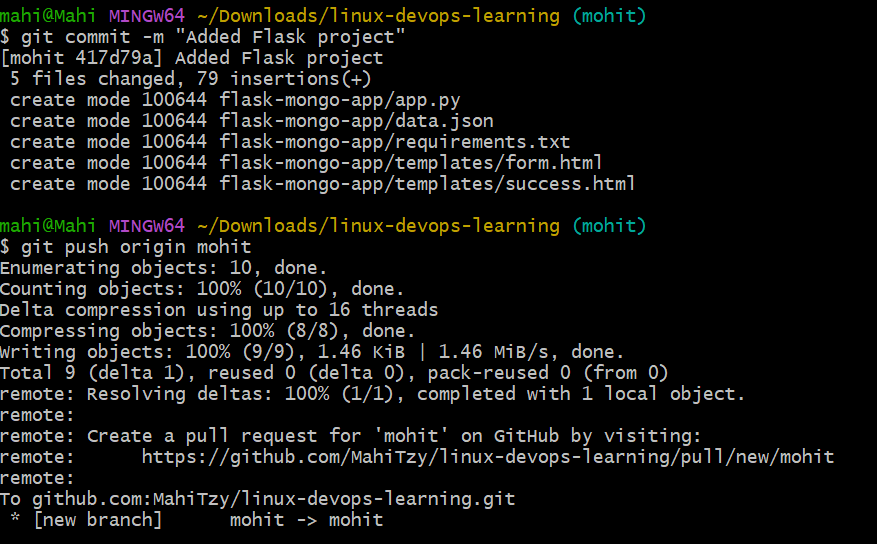 mahi@Mahi MINGW64 ~/Downloads/linux-devops-learning (mohit)
$ git commit -m "Added Flask project"
[mohit 417d79a] Added Flask project
 5 files changed, 79 insertions(+)
 create mode 100644 flask-mongo-app/app.py
 create mode 100644 flask-mongo-app/data.json
 create mode 100644 flask-mongo-app/requirements.txt
 create mode 100644 flask-mongo-app/templates/form.html
 create mode 100644 flask-mongo-app/templates/success.html

mahi@Mahi MINGW64 ~/Downloads/linux-devops-learning (mohit)
$ git push origin mohit
Enumerating objects: 10, done.
Counting objects: 100% (10/10), done.
Delta compression using up to 16 threads
Compressing objects: 100% (8/8), done.
Writing objects: 100% (9/9), 1.46 KiB | 1.46 MiB/s, done.
Total 9 (delta 1), reused 0 (delta 0), pack-reused 0 (from 0)
remote: Resolving deltas: 100% (1/1), completed with 1 local object.
remote:
remote: Create a pull request for 'mohit' on GitHub by visiting:
remote:      https://github.com/MahiTzy/linux-devops-learning/pull/new/mohit
remote:
To github.com:MahiTzy/linux-devops-learning.git
 * [new branch]      mohit -> mohit